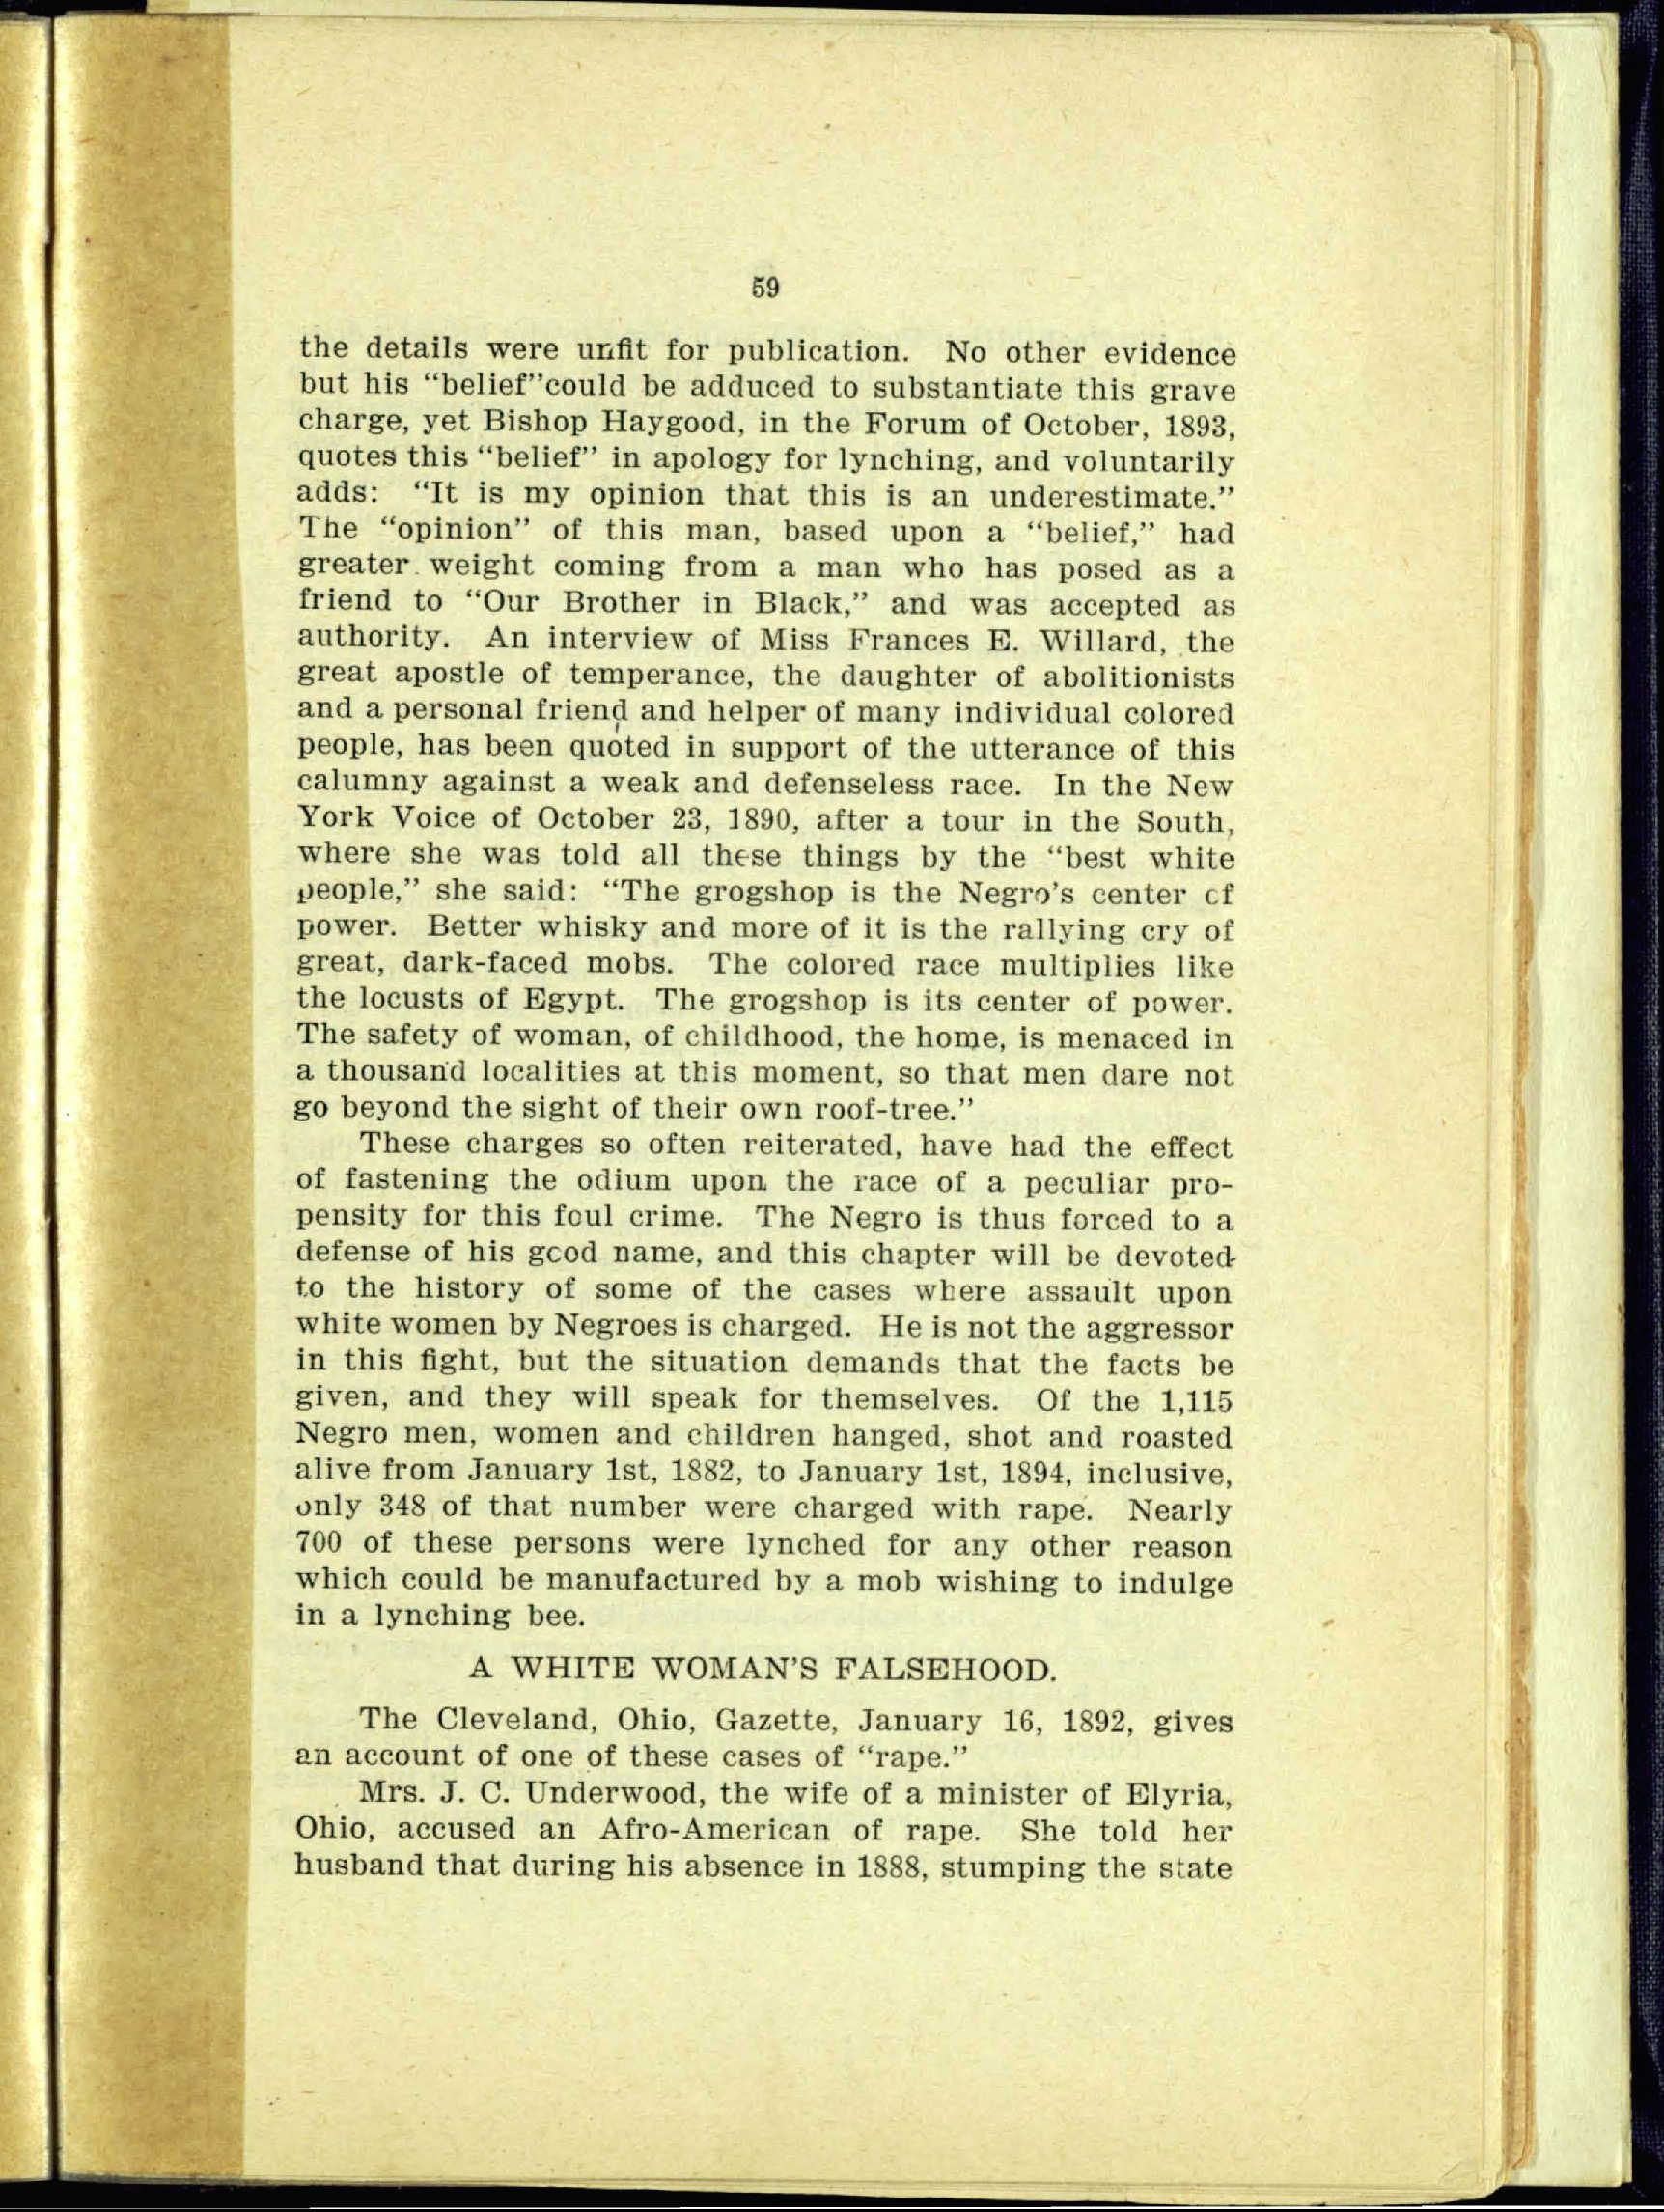 59
the details were unfit for publication. No other evidence
but his “belief”could be adduced to substantiate this grave
charge, yet Bishop Haygood, in the Forum of October, 1893,
quotes this “belief” in apology for lynching, and voluntarily
adds: “It is my opinion that this is an underestimate.”
The “opinion” of this man, based upon a “belief,” had
greater weight coming from a man who has posed as a
friend to “Our Brother in Black,” and was accepted as
authority. An interview of Miss Frances E. Willard, the
great apostle of temperance, the daughter of abolitionists
and a personal friend and helper of many individual colored
people, has been quoted in support of the utterance of this
calumny against a weak and defenseless race. In the New
York Voice of October 23, 1890, after a tour in the South,
where she was told all these things by the “best white
people,” she said: “The grogshop is the Negro’s center of
power. Better whisky and more of it is the rallying cry of
great, dark-faced mobs. The colored race multiplies like
the locusts of Egypt. The grogshop is its center of power.
The safety of woman, of childhood, the home, is menaced in
a thousand localities at this moment, so that men dare not
go beyond the sight of their own roof-tree.”
These charges so often reiterated, have had the effect
of fastening the odium upon the race of a peculiar pro-
pensity for this foul crime. The Negro is thus forced to a
defense of his good name, and this chapter will be devoted
to the history of some of the cases where assault upon
white women by Negroes is charged. He is not the aggressor
in this fight, but the situation demands that the facts be
given, and they will speak for themselves. Of the 1,115
Negro men, women and children hanged, shot and roasted
alive from January 1st, 1882, to January 1st, 1894, inclusive,
only 348 of that number were charged with rape. Nearly
700 of these persons were lynched for any other reason
which could be manufactured by a mob wishing to indulge
in a lynching bee.
A WHITE WOMAN’S FALSEHOOD.
The Cleveland, Ohio, Gazette, January 16, 1892, gives
an account of one of these cases of “rape.”
Mrs. J. C. Underwood, the wife of a minister of Elyria,
Ohio, accused an Afro-American of rape. She told her
husband that during his absence in 1888, stumping the state